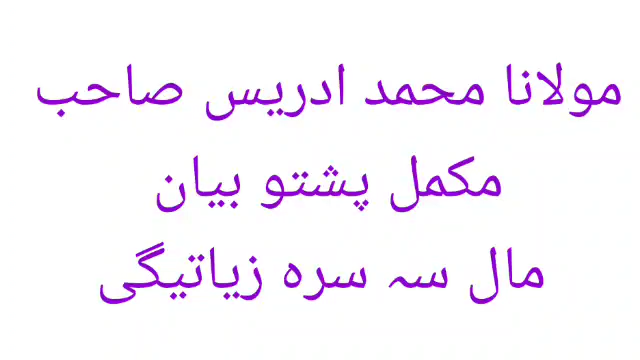 مولانا محمد ادریس صاحب
مکمل پشتو بیان
مال سہ سرہ زیاتیگی